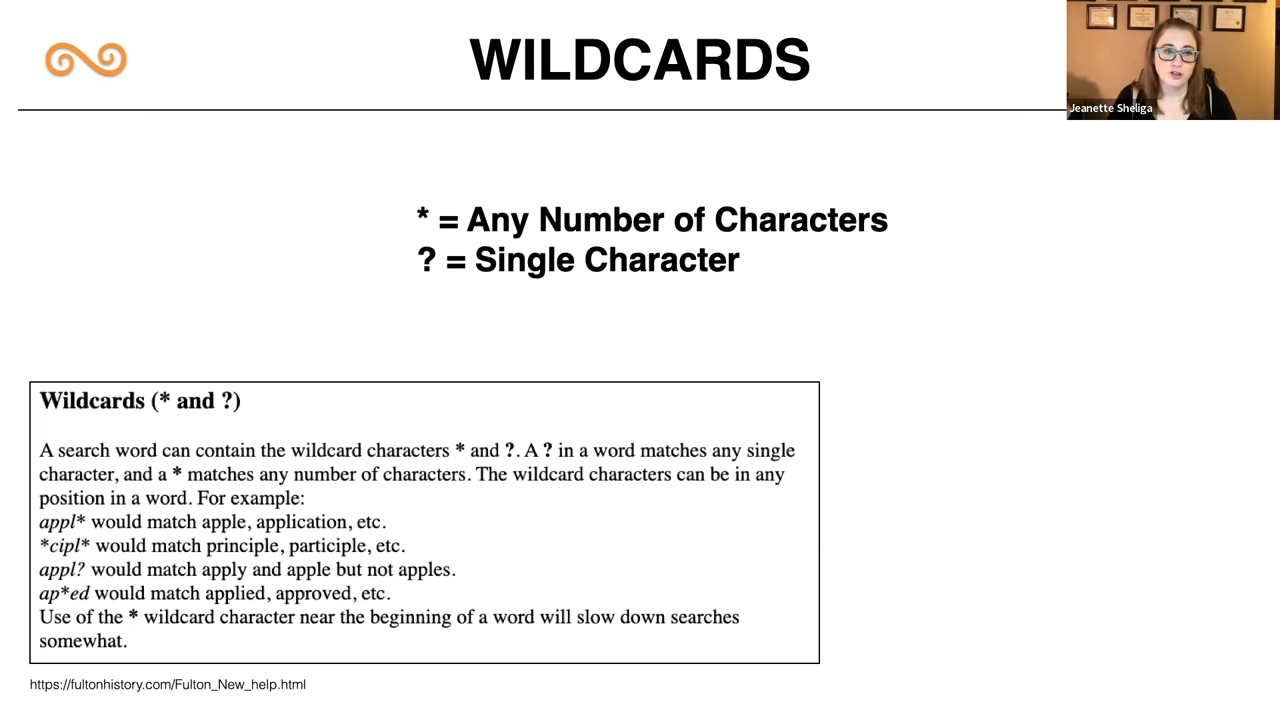 WILDCARDS
Jeanette Sheliga
* = Any Number of Characters
? = Single Character
Wildcards (* and ?)
A search word can contain the wildcard characters * and ?. A ? in a word matches any single
character, and a * matches any number of characters. The wildcard characters can be in any
position in a word. For example:
appl* would match apple, application, etc.
*cipl* would match principle, participle, etc.
appl? would match apply and apple but not apples.
ap*ed would match applied, approved, etc.
Use of the * wildcard character near the beginning of a word will slow down searches
somewhat.
https://fultonhistory.com/Fulton_New_help.html